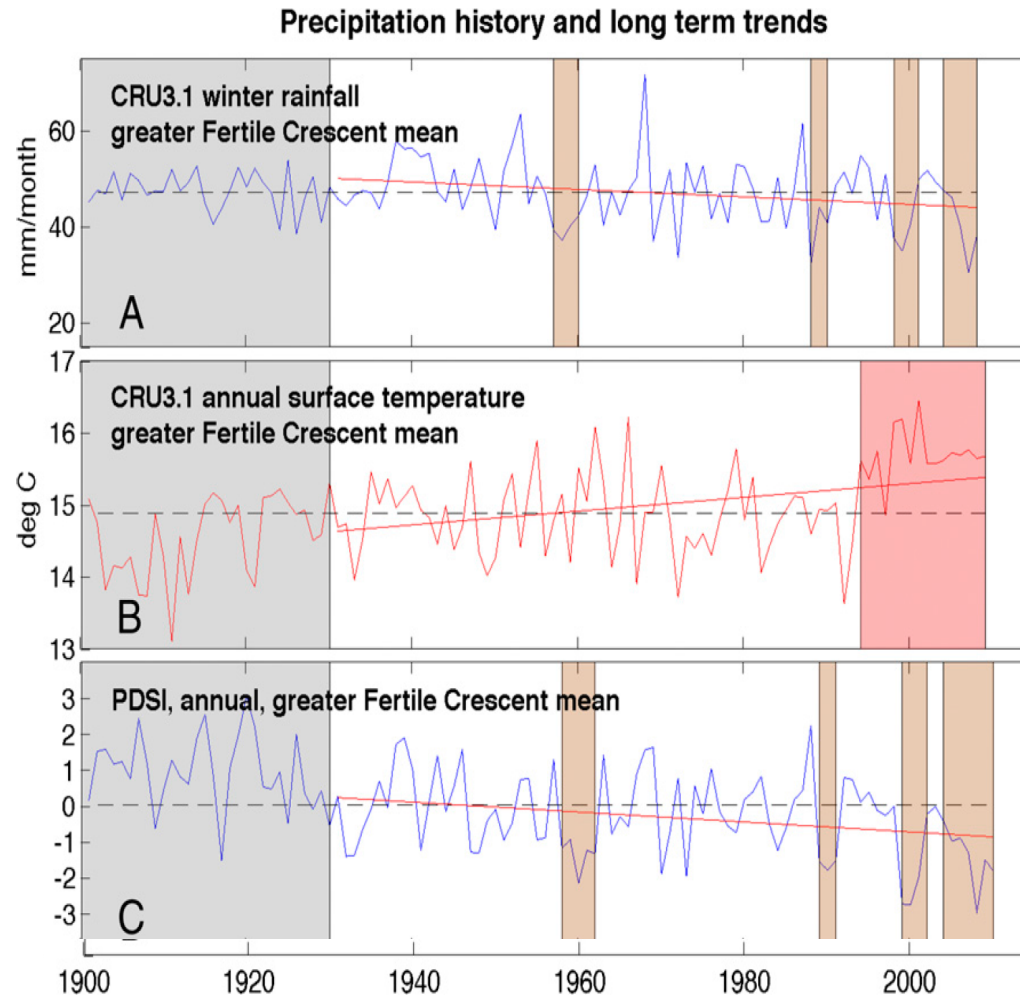 Precipitation history and long term trends
CRU3.1 winter rainfall
greater Fertile Crescent mean
60
40
20
mm/month
A
17
CRU3.1 annual surface temperature
greater Fertile Crescent mean
16
15
14
13
deg C
B
PDSI, annual, greater Fertile Crescent mean
3
2
1
0
-1
-2
-3
C
1900 1920 1940 1960 1980 2000